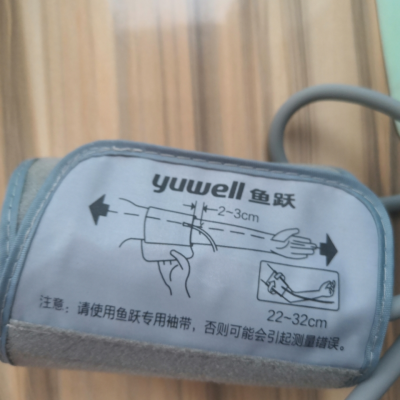 yuwell 鱼跃
2~3cm
22~32cm
注意：请使用鱼跃专用袖带，否则可能会引起测量错误。